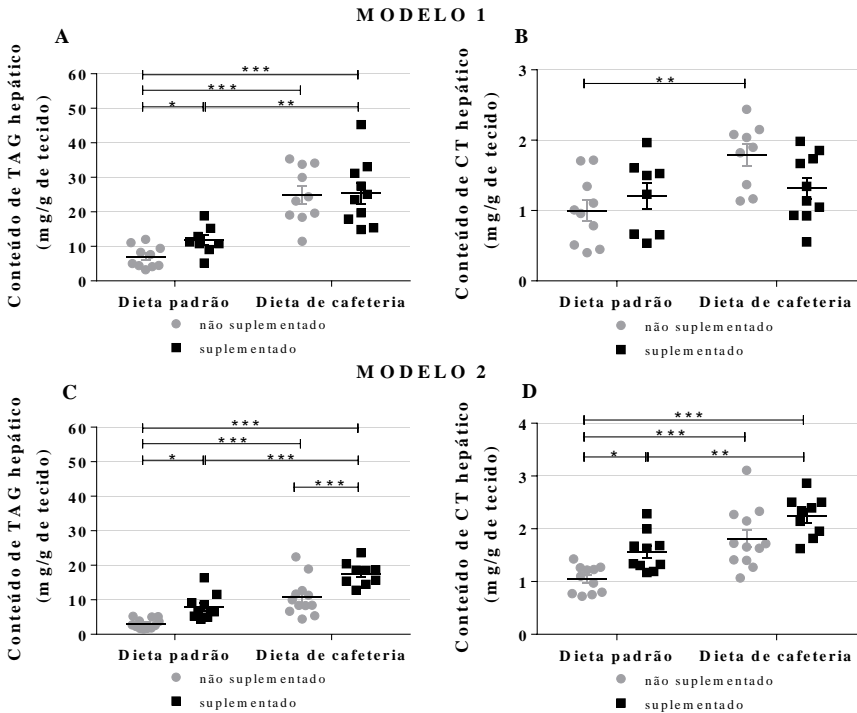 MODELO 1
A
Conteúdo de TAG hepático
(mg/g de tecido)
60
50
40
30
20
10
0
***
***
*
**
Dieta padrão
Dieta de cafeteria
não suplementado
suplementado
B
Conteúdo de CT hepático
(mg/g de tecido)
3
2
1
0
**
Dieta padrão
Dieta de cafeteria
não suplementado
suplementado
MODELO 2
C
Conteúdo de TAG hepático
(mg/g de tecido)
60
50
40
30
20
10
0
***
***
*
***
***
Dieta padrão
Dieta de cafeteria
não suplementado
suplementado
D
Conteúdo de CT hepático
(mg/g de tecido)
4
3
2
1
0
***
***
*
**
Dieta padrão
Dieta de cafeteria
não suplementado
suplementado